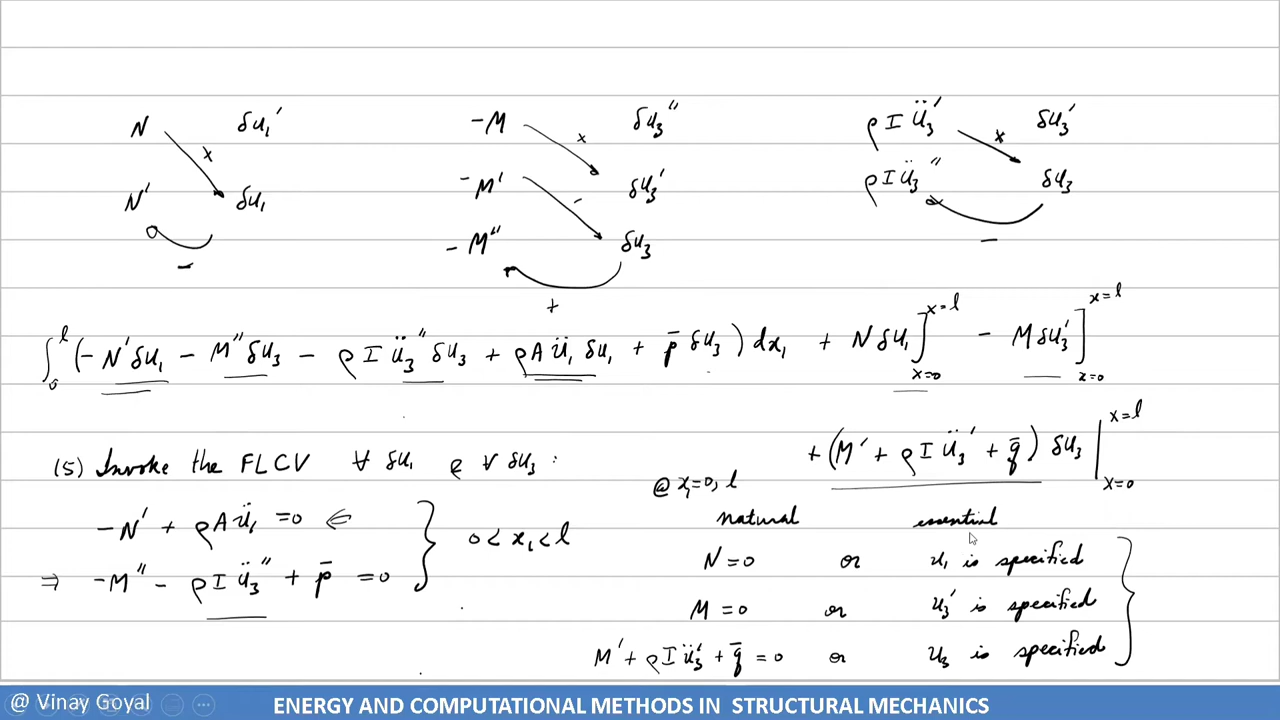 N δu₁′ -M δu₃″ ρIü₃′ δu₃′
x x x
N′ δu₁ -M′ δu₃′ ρIü₃″ δu₃
- - -
-M″ δu₃
+
∫₀ˡ (-N′δu₁ - M″δu₃ - ρIü₃″δu₃ + ρAü₁δu₁ + p̄ δu₃) dx₁ + Nδu₁]ₓ₌₀ˣ⁼ˡ - Mδu₃′]ₓ₌₀ˣ⁼ˡ
+ (M′ + ρIü₃′ + q̄) δu₃|ₓ₌₀ˣ⁼ˡ
(5) Invoke the FLCV ∀ δu₁ & ∀ δu₃ :
@ x₁=0, l
natural essential
-N′ + ρAü₁ = 0 ⇐
⇒ -M″ - ρIü₃″ + p̄ = 0 } 0 < x₁ < l
N = 0 or u₁ is specified
M = 0 or u₃′ is specified
M′ + ρIü₃′ + q̄ = 0 or u₃ is specified
@ Vinay Goyal ENERGY AND COMPUTATIONAL METHODS IN STRUCTURAL MECHANICS